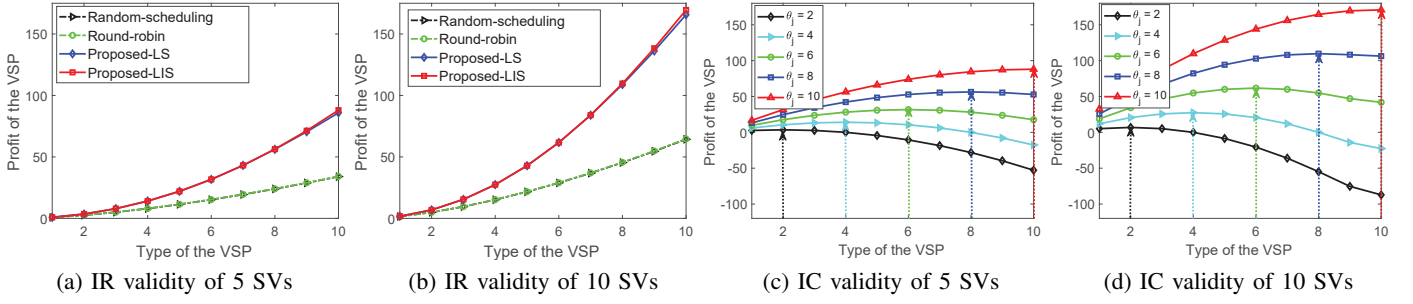 Profit of the VSP
150
100
50
0
2 4 6 8 10
Type of the VSP
Random-scheduling
Round-robin
Proposed-LS
Proposed-LIS
(a) IR validity of 5 SVs
Profit of the VSP
150
100
50
0
2 4 6 8 10
Type of the VSP
Random-scheduling
Round-robin
Proposed-LS
Proposed-LIS
(b) IR validity of 10 SVs
Profit of the VSP
150
100
50
0
-50
-100
2 4 6 8 10
Type of the VSP
θj = 2
θj = 4
θj = 6
θj = 8
θj = 10
(c) IC validity of 5 SVs
Profit of the VSP
150
100
50
0
-50
-100
2 4 6 8 10
Type of the VSP
θj = 2
θj = 4
θj = 6
θj = 8
θj = 10
(d) IC validity of 10 SVs